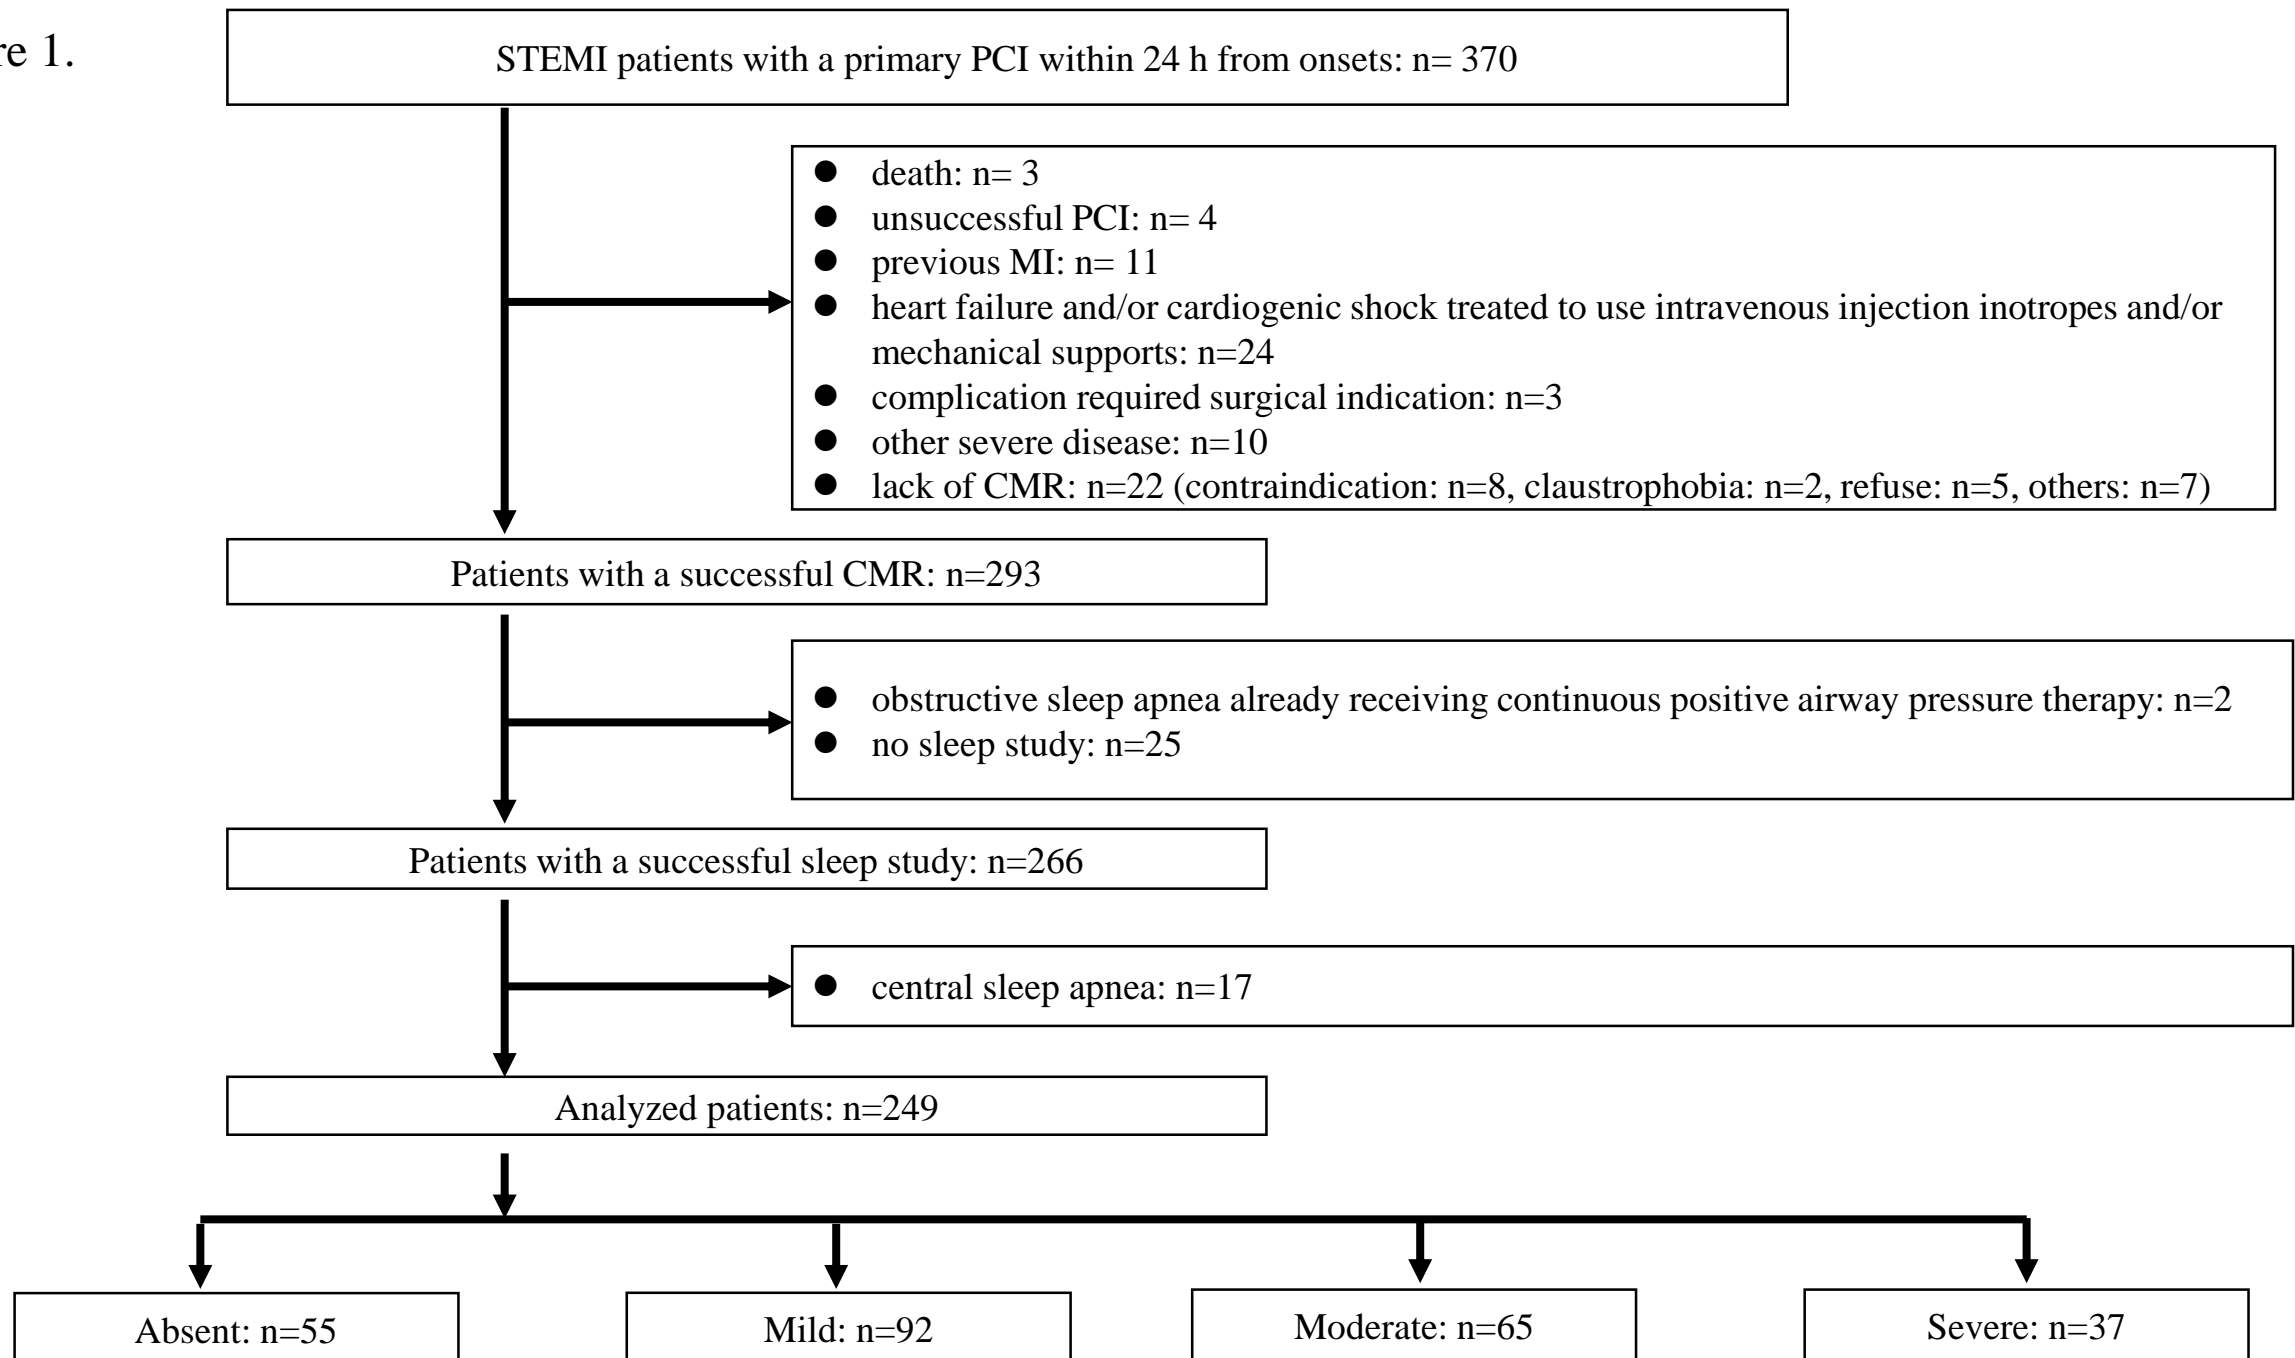 re 1.
STEMI patients with a primary PCI within 24 h from onsets: n= 370
● death: n= 3
● unsuccessful PCI: n= 4
● previous MI: n= 11
● heart failure and/or cardiogenic shock treated to use intravenous injection inotropes and/or
mechanical supports: n=24
● complication required surgical indication: n=3
● other severe disease: n=10
● lack of CMR: n=22 (contraindication: n=8, claustrophobia: n=2, refuse: n=5, others: n=7)
Patients with a successful CMR: n=293
● obstructive sleep apnea already receiving continuous positive airway pressure therapy: n=2
● no sleep study: n=25
Patients with a successful sleep study: n=266
● central sleep apnea: n=17
Analyzed patients: n=249
Absent: n=55
Mild: n=92
Moderate: n=65
Severe: n=37